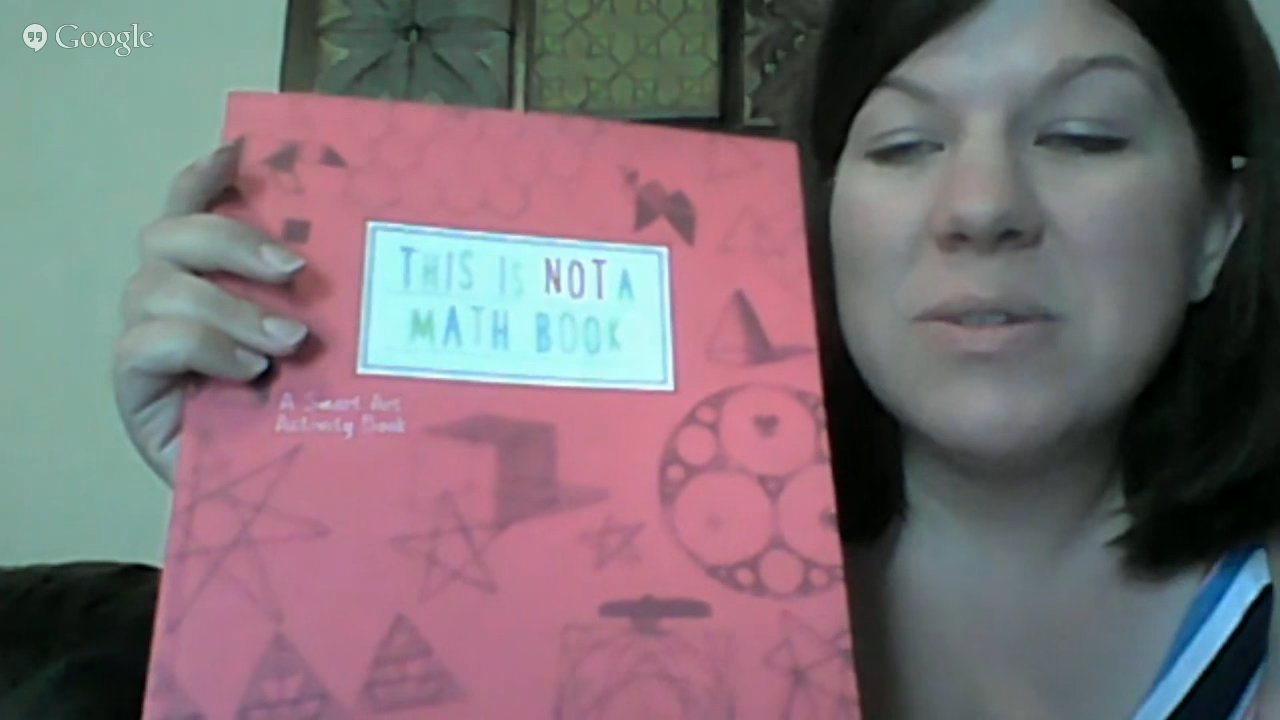 Google
THIS IS NOT A
MATH BOOK
A Smart Art
Activity Book